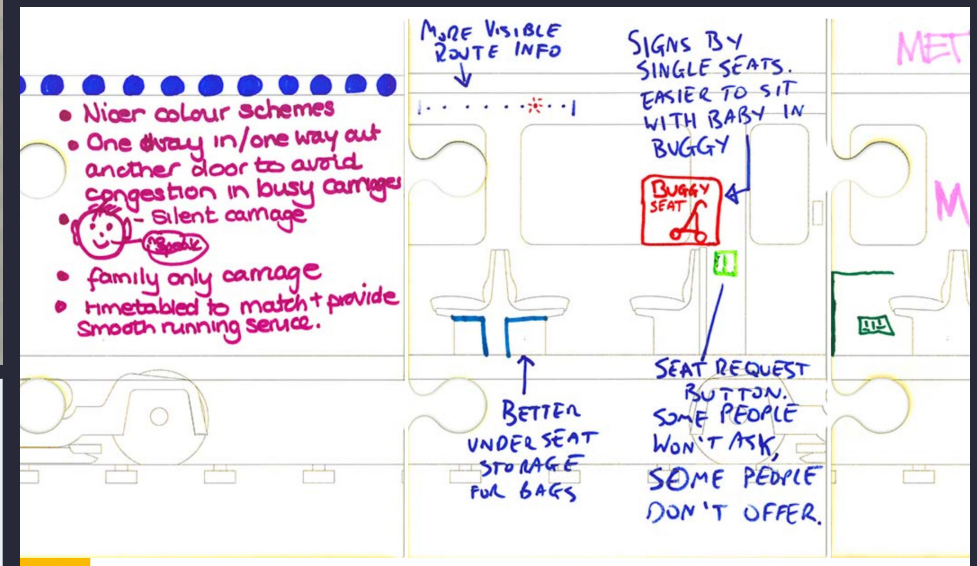 • Nicer colour schemes
• One way in/one way out
another door to avoid
congestion in busy carriages
• - Silent carriage
• family only carriage
• timetabled to match + provide
smooth running service.
MORE VISIBLE
ROUTE INFO
BETTER
UNDER SEAT
STORAGE
FOR BAGS
SIGNS BY
SINGLE SEATS.
EASIER TO SIT
WITH BABY IN
BUGGY
BUGGY
SEAT
SEAT REQUEST
BUTTON.
SOME PEOPLE
WON'T ASK,
SOME PEOPLE
DON'T OFFER.
MET
M